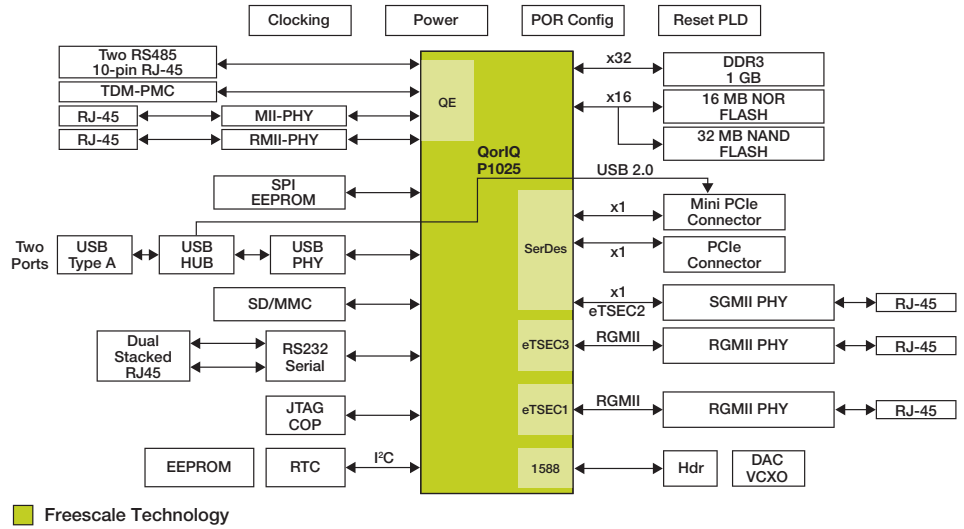 Clocking
Power
POR Config
Reset PLD
Two RS485
10-pin RJ-45
TDM-PMC
RJ-45
MII-PHY
RJ-45
RMII-PHY
QE
x32
DDR3
1 GB
x16
16 MB NOR
FLASH
32 MB NAND
FLASH
QorIQ
P1025
USB 2.0
SPI
EEPROM
x1
Mini PCIe
Connector
Two
Ports
USB
Type A
USB
HUB
USB
PHY
SerDes
x1
PCIe
Connector
SD/MMC
x1
eTSEC2
SGMII PHY
RJ-45
Dual
Stacked
RJ45
RS232
Serial
eTSEC3
RGMII
RGMII PHY
RJ-45
JTAG
COP
eTSEC1
RGMII
RGMII PHY
RJ-45
EEPROM
RTC
I²C
1588
Hdr
DAC
VCXO
Freescale Technology